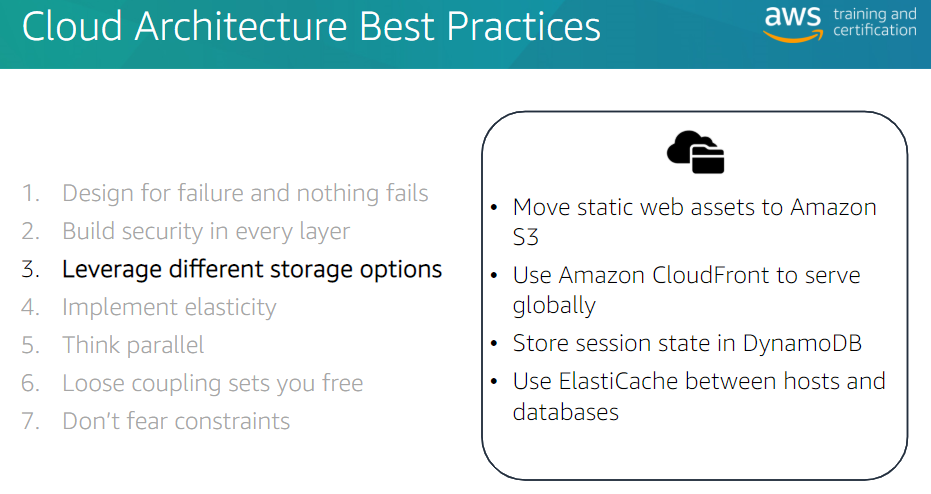 Cloud Architecture Best Practices
aws training and
certification
1. Design for failure and nothing fails
2. Build security in every layer
3. Leverage different storage options
4. Implement elasticity
5. Think parallel
6. Loose coupling sets you free
7. Don't fear constraints
• Move static web assets to Amazon
S3
• Use Amazon CloudFront to serve
globally
• Store session state in DynamoDB
• Use ElastiCache between hosts and
databases